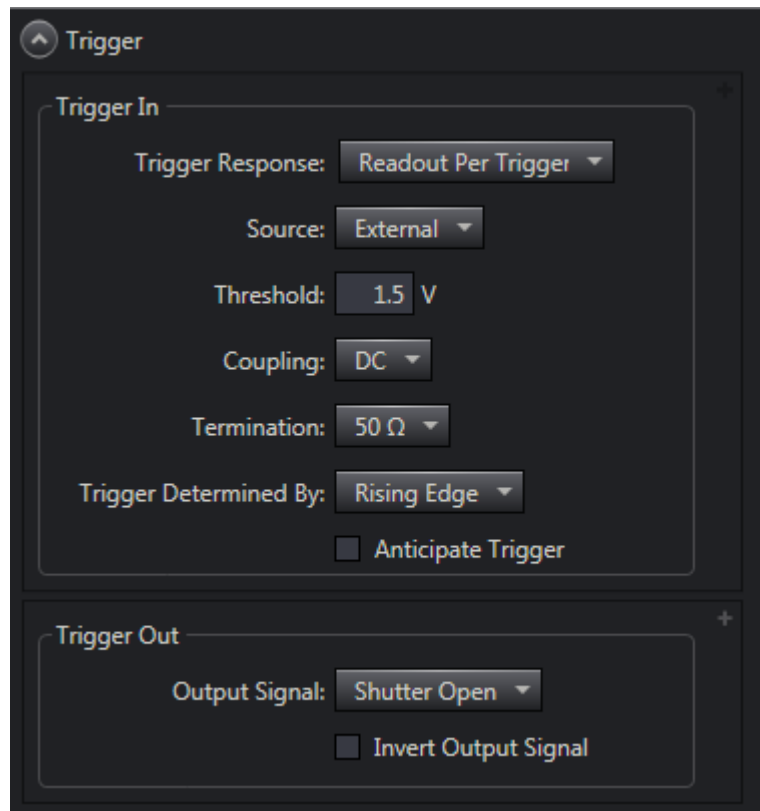 Trigger
Trigger In
Trigger Response: Readout Per Trigger
Source: External
Threshold: 1.5 V
Coupling: DC
Termination: 50 Ω
Trigger Determined By: Rising Edge
Anticipate Trigger
Trigger Out
Output Signal: Shutter Open
Invert Output Signal